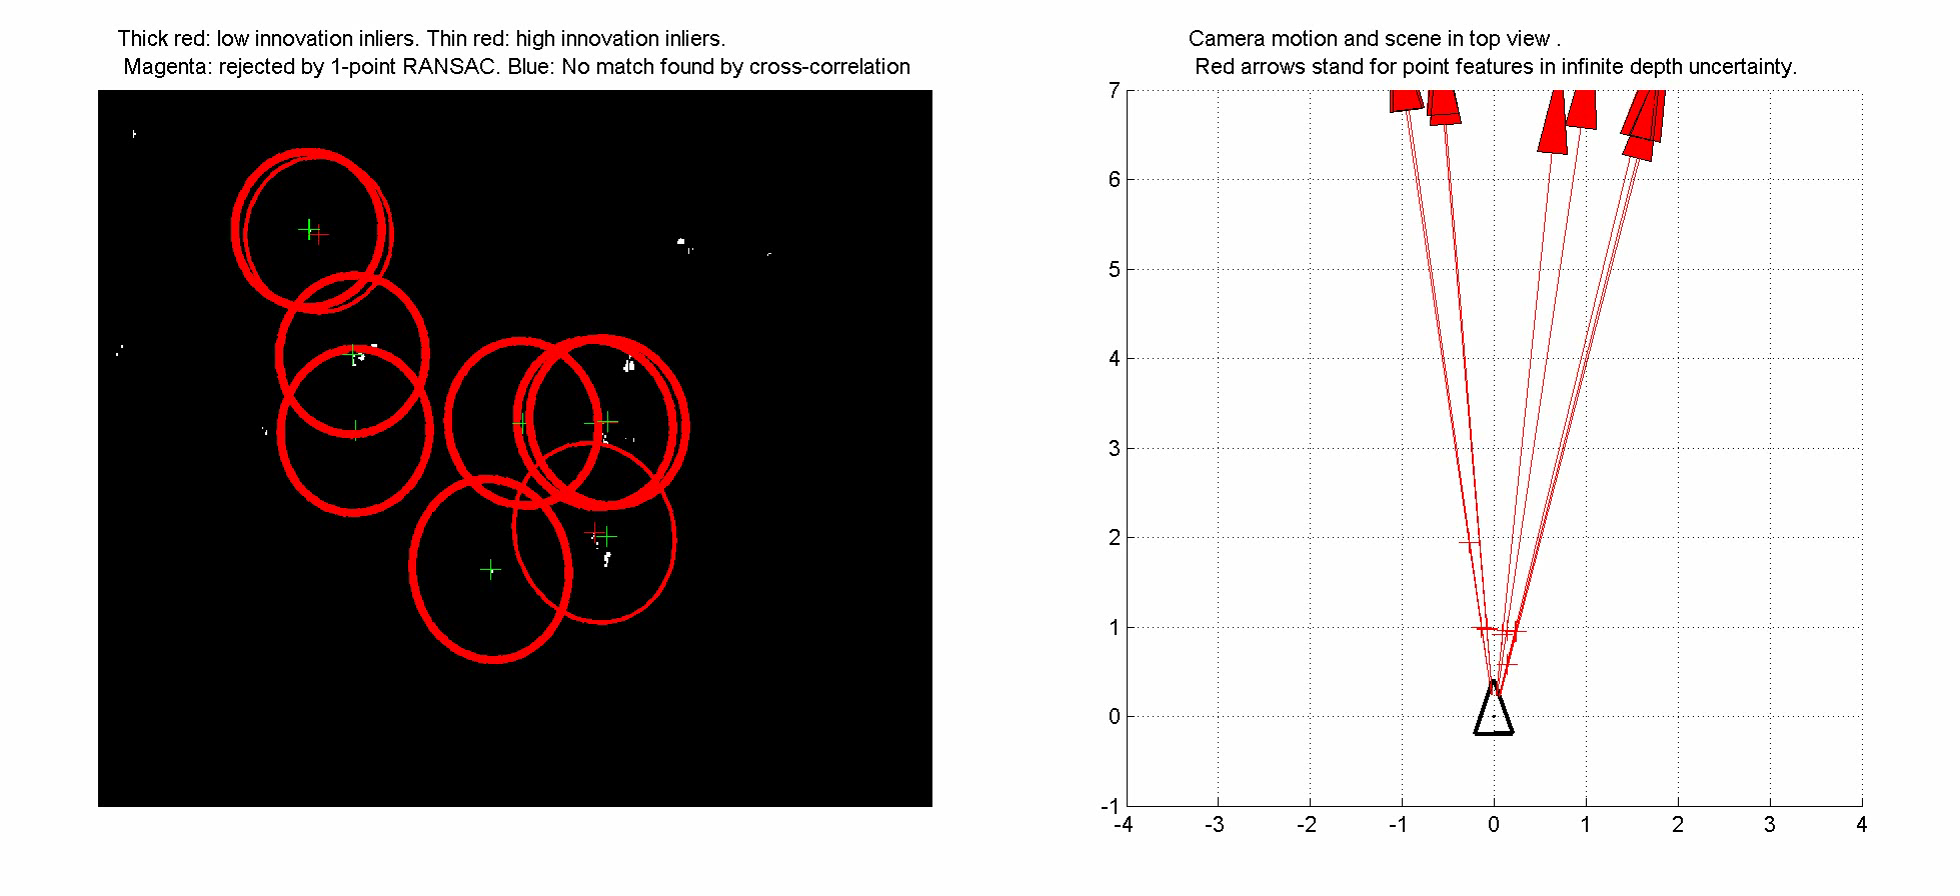 Thick red: low innovation inliers. Thin red: high innovation inliers.
Magenta: rejected by 1-point RANSAC. Blue: No match found by cross-correlation
Camera motion and scene in top view .
Red arrows stand for point features in infinite depth uncertainty.
7
6
5
4
3
2
1
0
-1
-4 -3 -2 -1 0 1 2 3 4